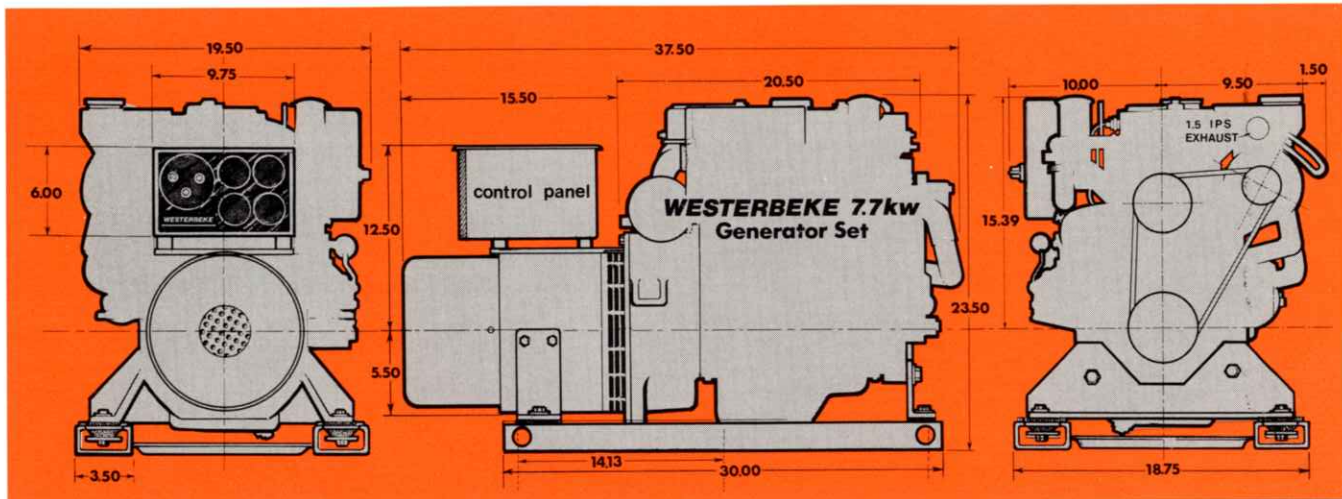 19.50
9.75
6.00
WESTERBEKE
3.50
37.50
20.50
15.50
control panel
12.50
5.50
WESTERBEKE 7.7kw
Generator Set
23.50
14.13
30.00
10.00
9.50
1.50
1.5 IPS
EXHAUST
15.39
18.75